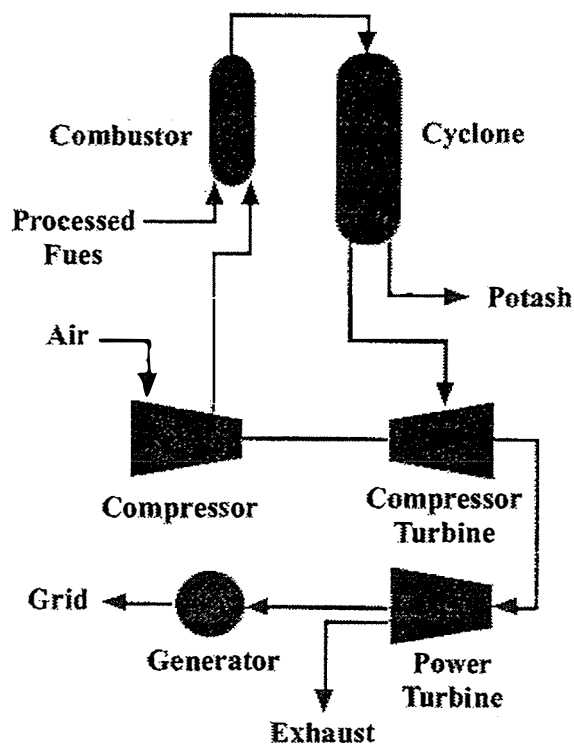 Combustor
Cyclone
Processed
Fues
Potash
Air
Compressor
Compressor
Turbine
Grid
Generator
Power
Turbine
Exhaust